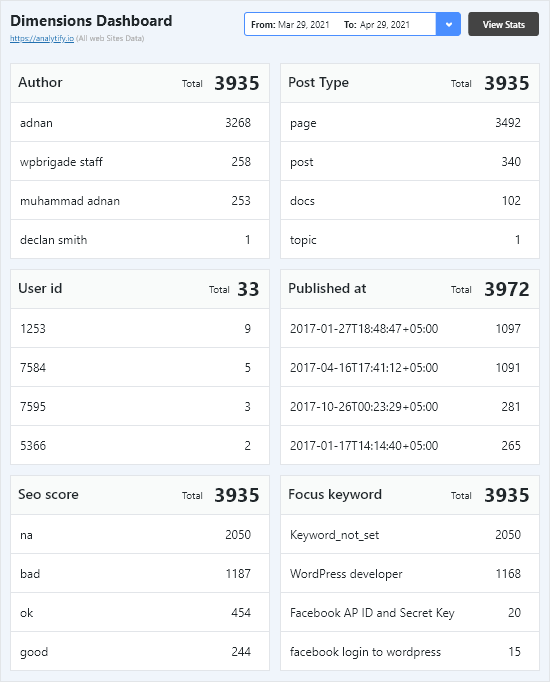 Dimensions Dashboard
https://analytify.io (All web Sites Data)
From: Mar 29, 2021 To: Apr 29, 2021
View Stats
Author Total 3935
adnan 3268
wpbrigade staff 258
muhammad adnan 253
declan smith 1
Post Type Total 3935
page 3492
post 340
docs 102
topic 1
User id Total 33
1253 9
7584 5
7595 3
5366 2
Published at Total 3972
2017-01-27T18:48:47+05:00 1097
2017-04-16T17:41:12+05:00 1091
2017-10-26T00:23:29+05:00 281
2017-01-17T14:14:40+05:00 265
Seo score Total 3935
na 2050
bad 1187
ok 454
good 244
Focus keyword Total 3935
Keyword_not_set 2050
WordPress developer 1168
Facebook AP ID and Secret Key 20
facebook login to wordpress 15